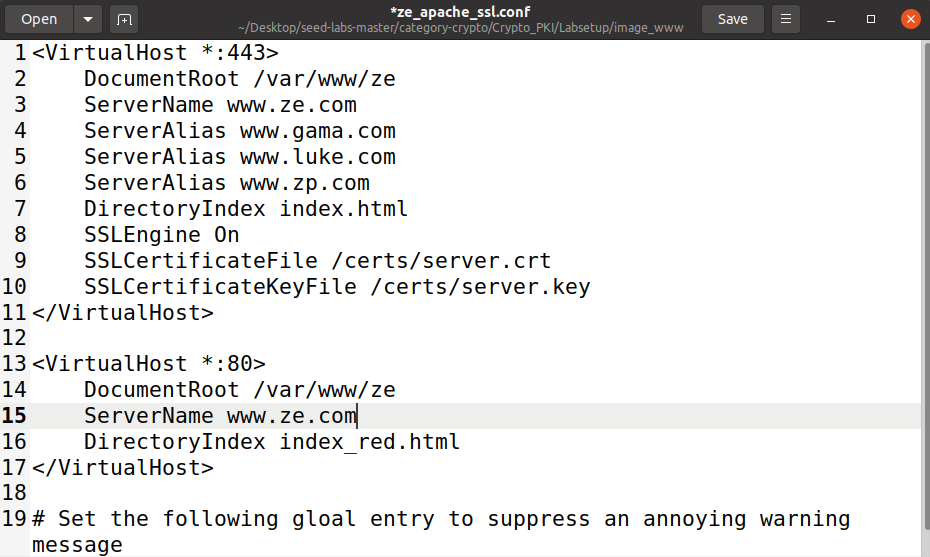 Open
*ze_apache_ssl.conf
~/Desktop/seed-labs-master/category-crypto/Crypto_PKI/Labsetup/image_www
Save
1 <VirtualHost *:443>
2     DocumentRoot /var/www/ze
3     ServerName www.ze.com
4     ServerAlias www.gama.com
5     ServerAlias www.luke.com
6     ServerAlias www.zp.com
7     DirectoryIndex index.html
8     SSLEngine On
9     SSLCertificateFile /certs/server.crt
10     SSLCertificateKeyFile /certs/server.key
11 </VirtualHost>
12
13 <VirtualHost *:80>
14     DocumentRoot /var/www/ze
15     ServerName www.ze.com
16     DirectoryIndex index_red.html
17 </VirtualHost>
18
19 # Set the following gloal entry to suppress an annoying warning
message